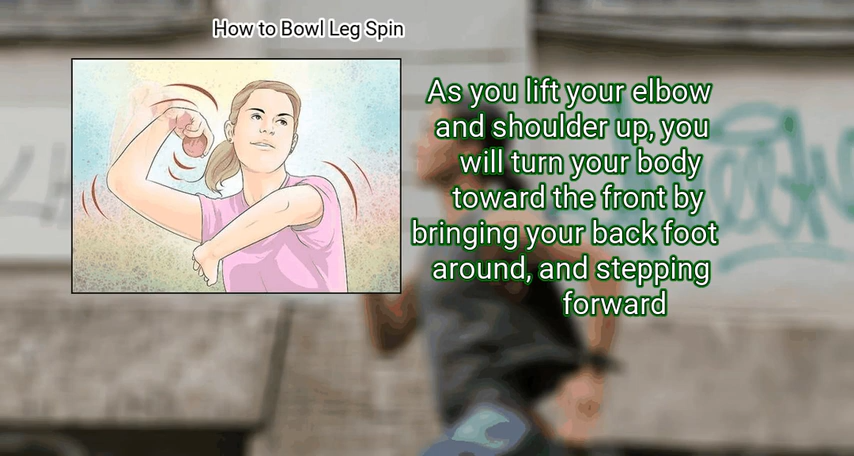 How to Bowl Leg Spin
As you lift your elbow
and shoulder up, you
will turn your body
toward the front by
bringing your back foot
around, and stepping
forward